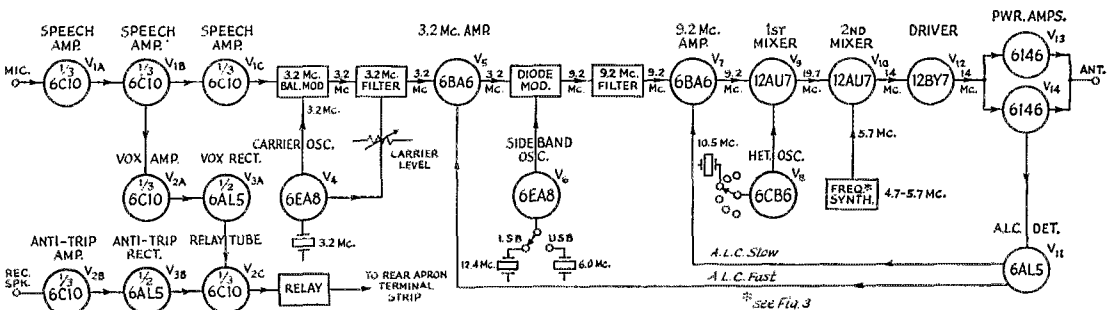 SPEECH AMP.
SPEECH AMP.
SPEECH AMP.
3.2 Mc. AMP.
9.2 Mc. AMP.
1ST MIXER
2ND MIXER
DRIVER
PWR. AMPS.
MIC.
1/3 6C10
V1A
1/3 6C10
V1B
1/3 6C10
V1C
3.2 Mc. BAL. MOD
3.2 Mc
3.2 Mc. FILTER
3.2 Mc.
6BA6
V5
3.2 Mc.
DIODE MOD.
9.2 Mc.
9.2 Mc. FILTER
9.2 Mc.
6BA6
V7
9.2 Mc.
12AU7
V9
19.7 Mc.
12AU7
V10
14 Mc.
12BY7
V12
14 Mc.
6146
V13
6146
V14
ANT.
3.2Mc.
CARRIER OSC.
CARRIER LEVEL
SIDE BAND OSC.
10.5 Mc.
HET. OSC.
5.7 Mc.
VOX AMP.
VOX RECT.
1/3 6C10
V2A
1/2 6AL5
V3A
6EA8
V4
6EA8
V6
6CB6
V8
FREQ.* SYNTH.
4.7-5.7 Mc.
3.2 Mc.
L.S.B
U.S.B
12.4 Mc.
6.0 Mc.
ANTI-TRIP AMP.
ANTI-TRIP RECT.
RELAY TUBE
A.L.C. DET.
REC. SPK.
1/3 6C10
V2B
1/2 6AL5
V3B
1/3 6C10
V2C
RELAY
TO REAR APRON TERMINAL STRIP
A.L.C. Slow
A L.C. Fast
6AL5
V11
* see Fig. 3